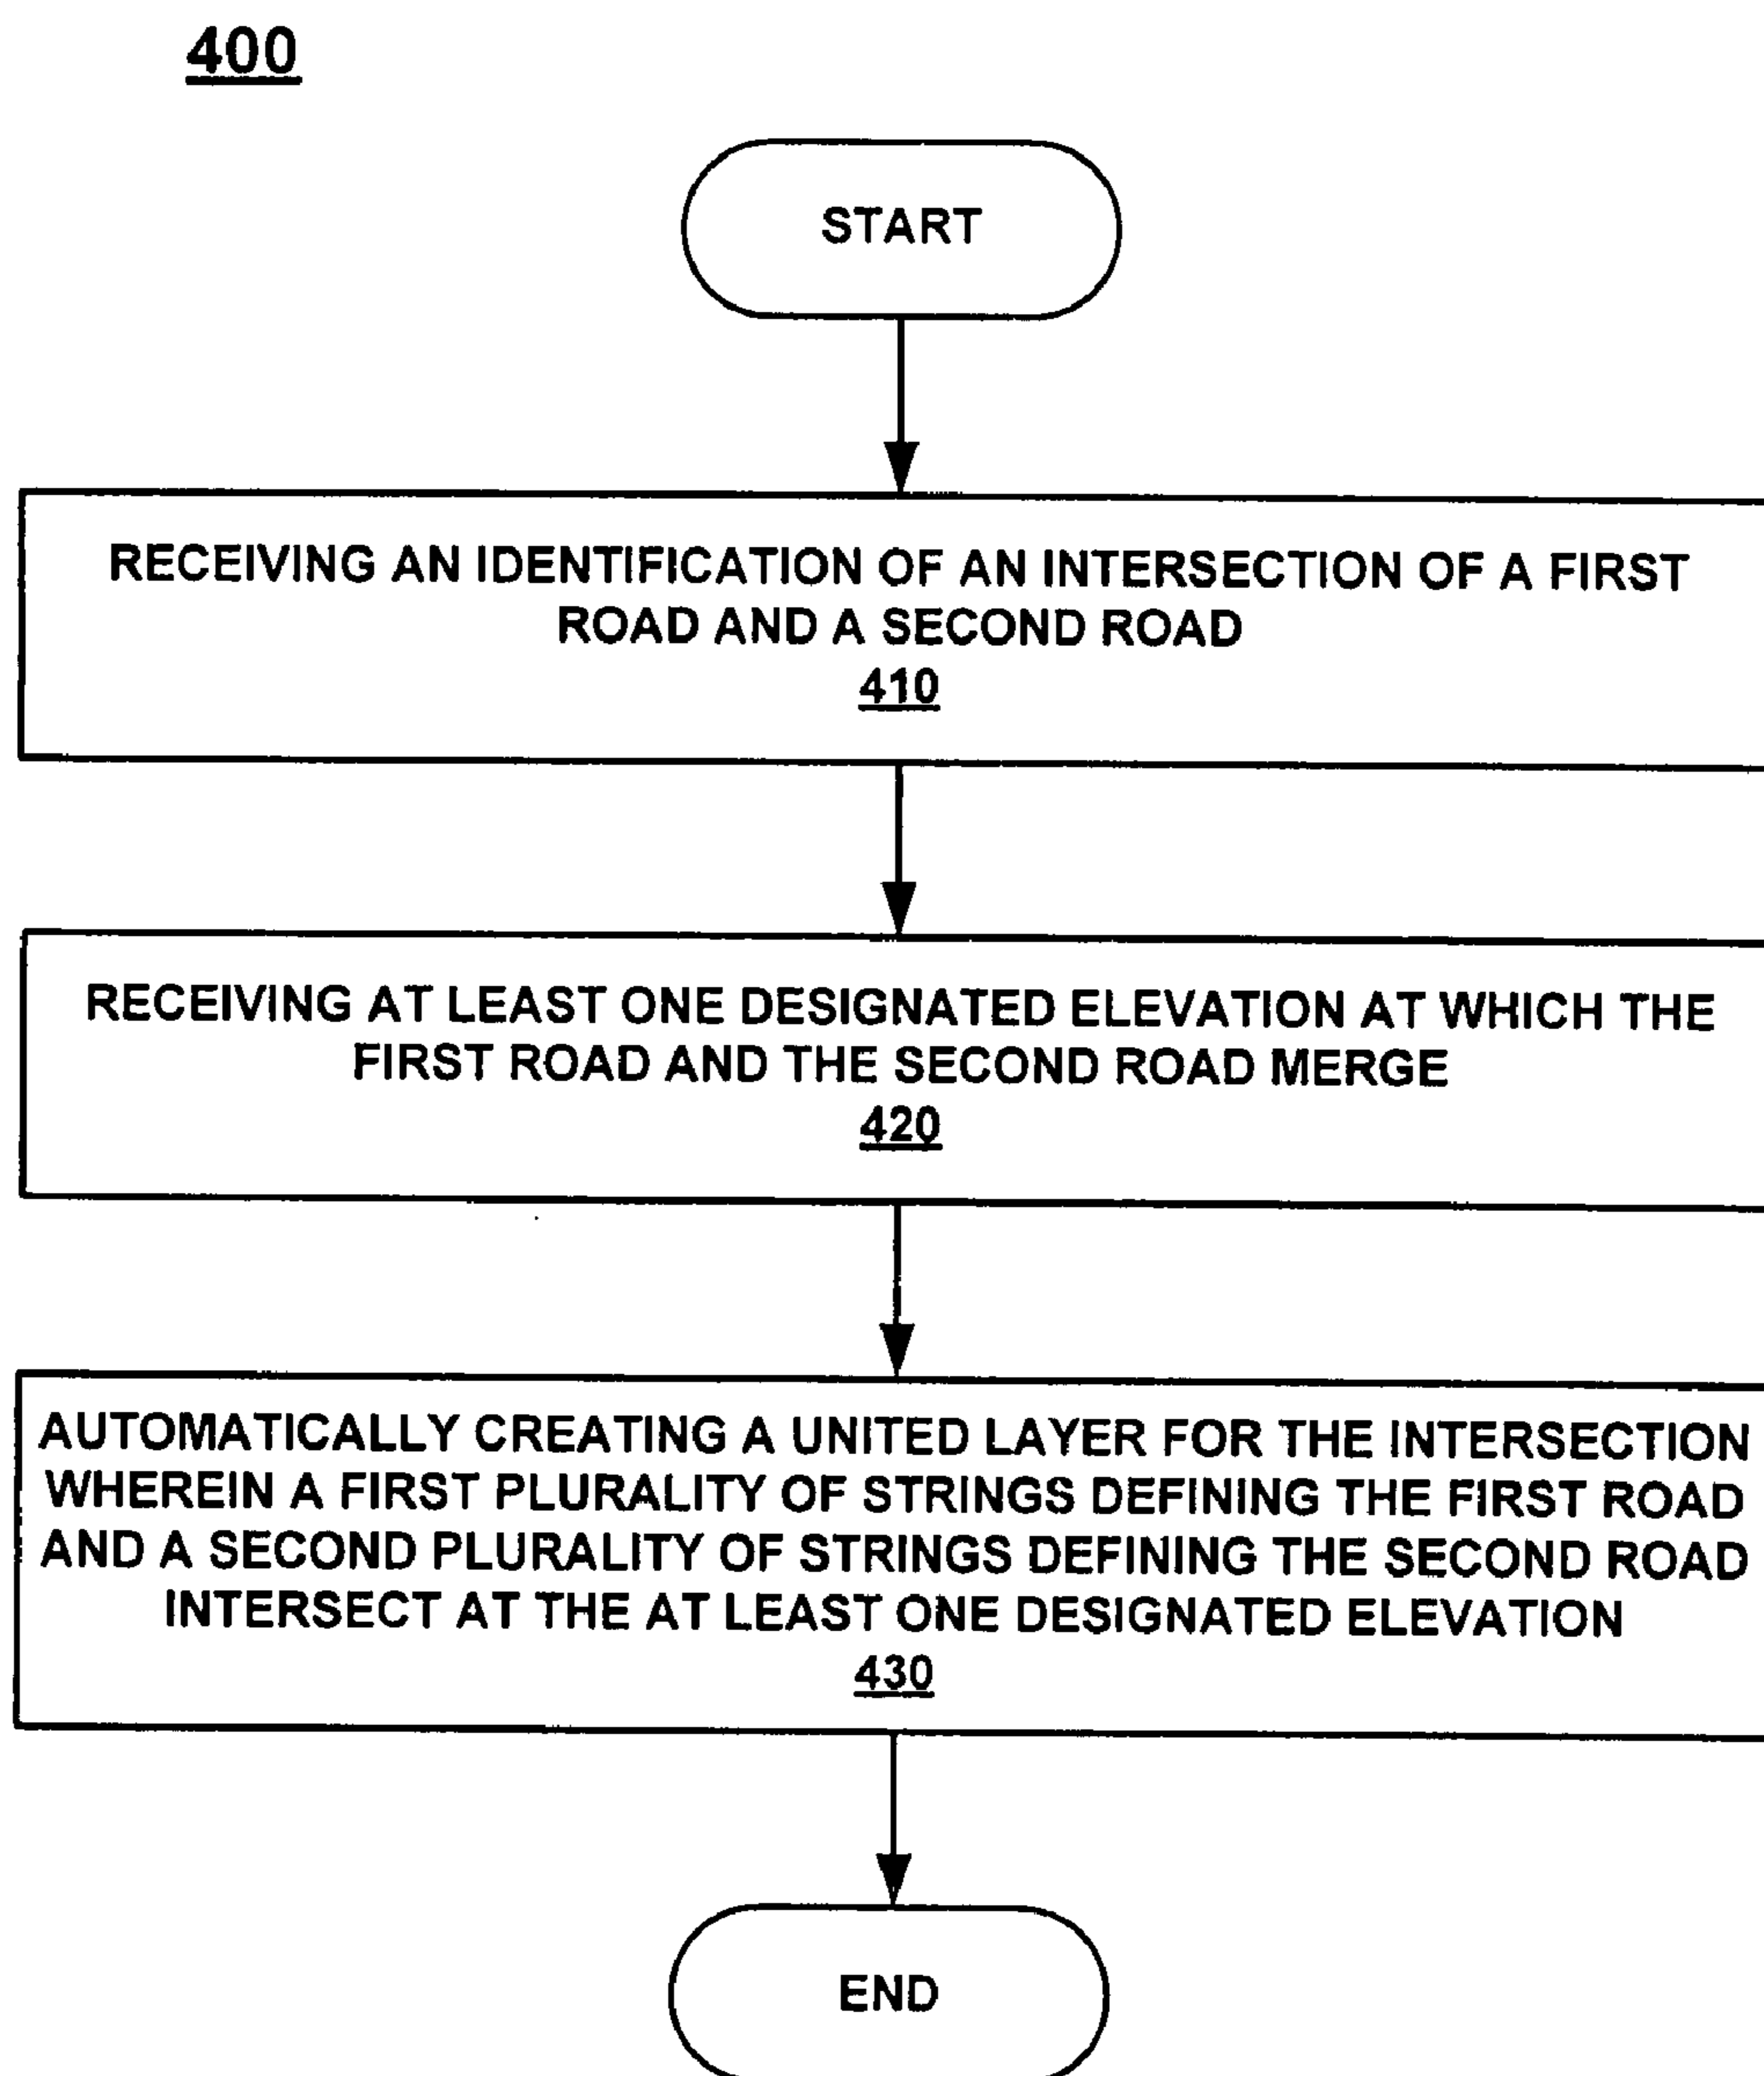 400
START
RECEIVING AN IDENTIFICATION OF AN INTERSECTION OF A FIRST
ROAD AND A SECOND ROAD
410
RECEIVING AT LEAST ONE DESIGNATED ELEVATION AT WHICH THE
FIRST ROAD AND THE SECOND ROAD MERGE
420
AUTOMATICALLY CREATING A UNITED LAYER FOR THE INTERSECTION
WHEREIN A FIRST PLURALITY OF STRINGS DEFINING THE FIRST ROAD
AND A SECOND PLURALITY OF STRINGS DEFINING THE SECOND ROAD
INTERSECT AT THE AT LEAST ONE DESIGNATED ELEVATION
430
END